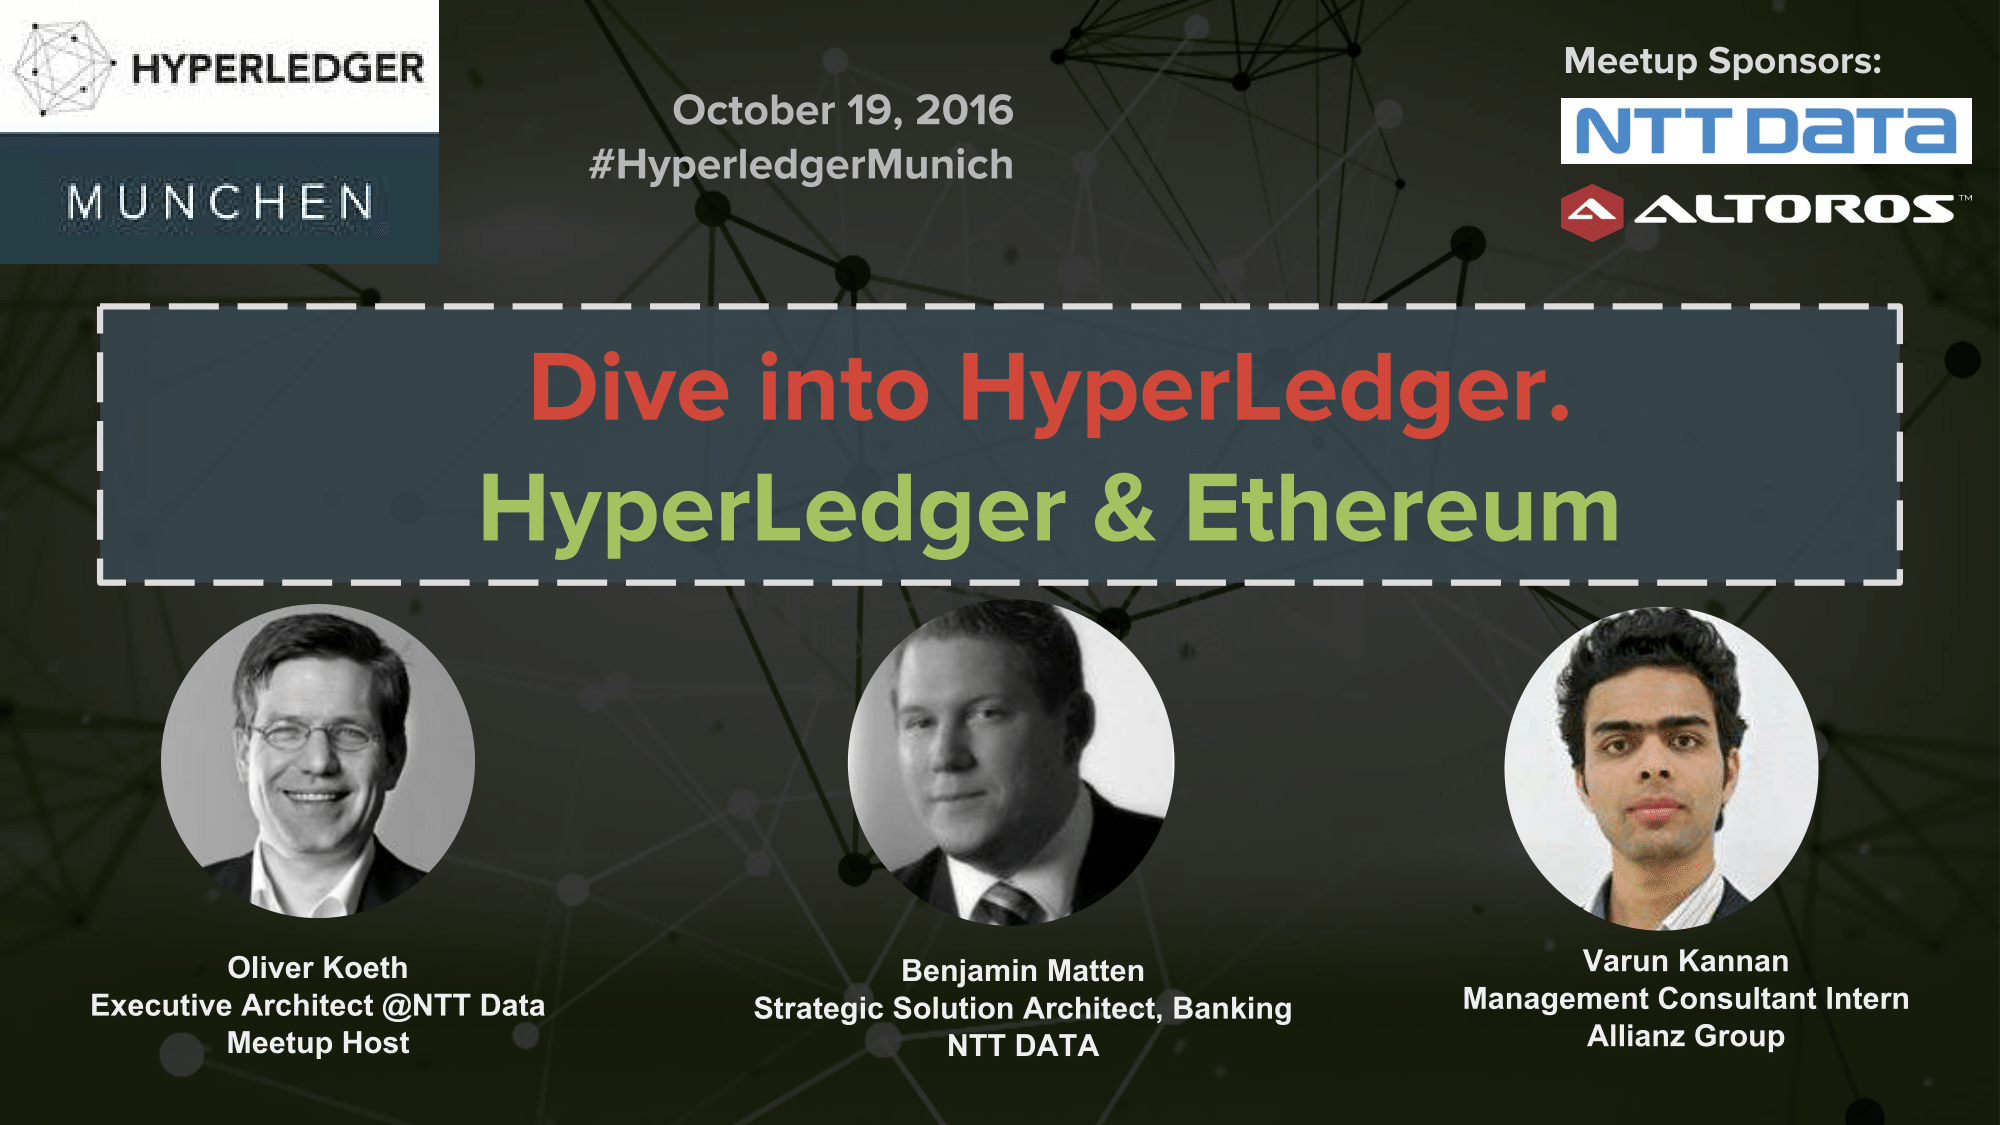 HYPERLEDGER
MUNCHEN
October 19, 2016
#HyperledgerMunich
Meetup Sponsors:
NTT DATA
ALTOROS™
Dive into HyperLedger.
HyperLedger & Ethereum
Oliver Koeth
Executive Architect @NTT Data
Meetup Host
Benjamin Matten
Strategic Solution Architect, Banking
NTT DATA
Varun Kannan
Management Consultant Intern
Allianz Group